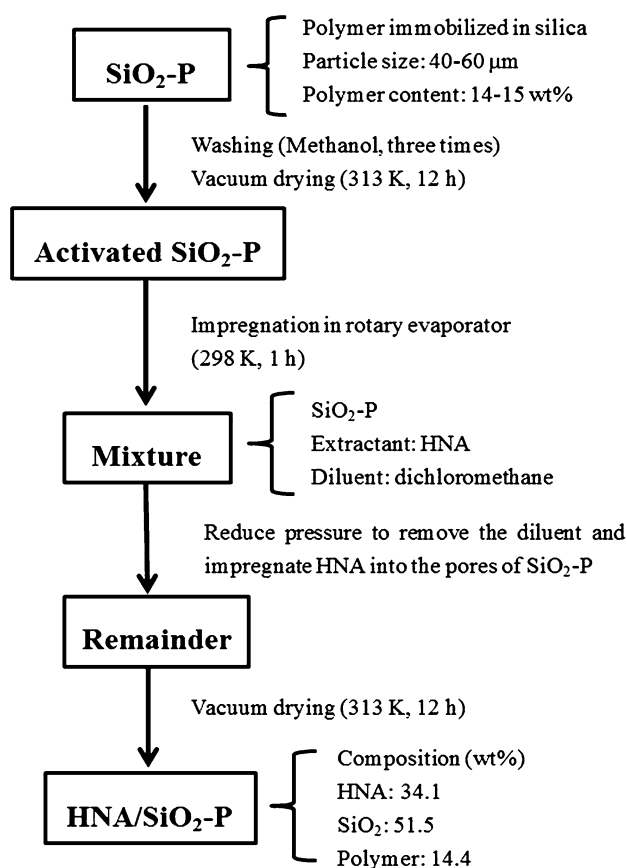 SiO₂-P
Polymer immobilized in silica
Particle size: 40-60 μm
Polymer content: 14-15 wt%
Washing (Methanol, three times)
Vacuum drying (313 K, 12 h)
Activated SiO₂-P
Impregnation in rotary evaporator
(298 K, 1 h)
Mixture
SiO₂-P
Extractant: HNA
Diluent: dichloromethane
Reduce pressure to remove the diluent and
impregnate HNA into the pores of SiO₂-P
Remainder
Vacuum drying (313 K, 12 h)
HNA/SiO₂-P
Composition (wt%)
HNA: 34.1
SiO₂: 51.5
Polymer: 14.4